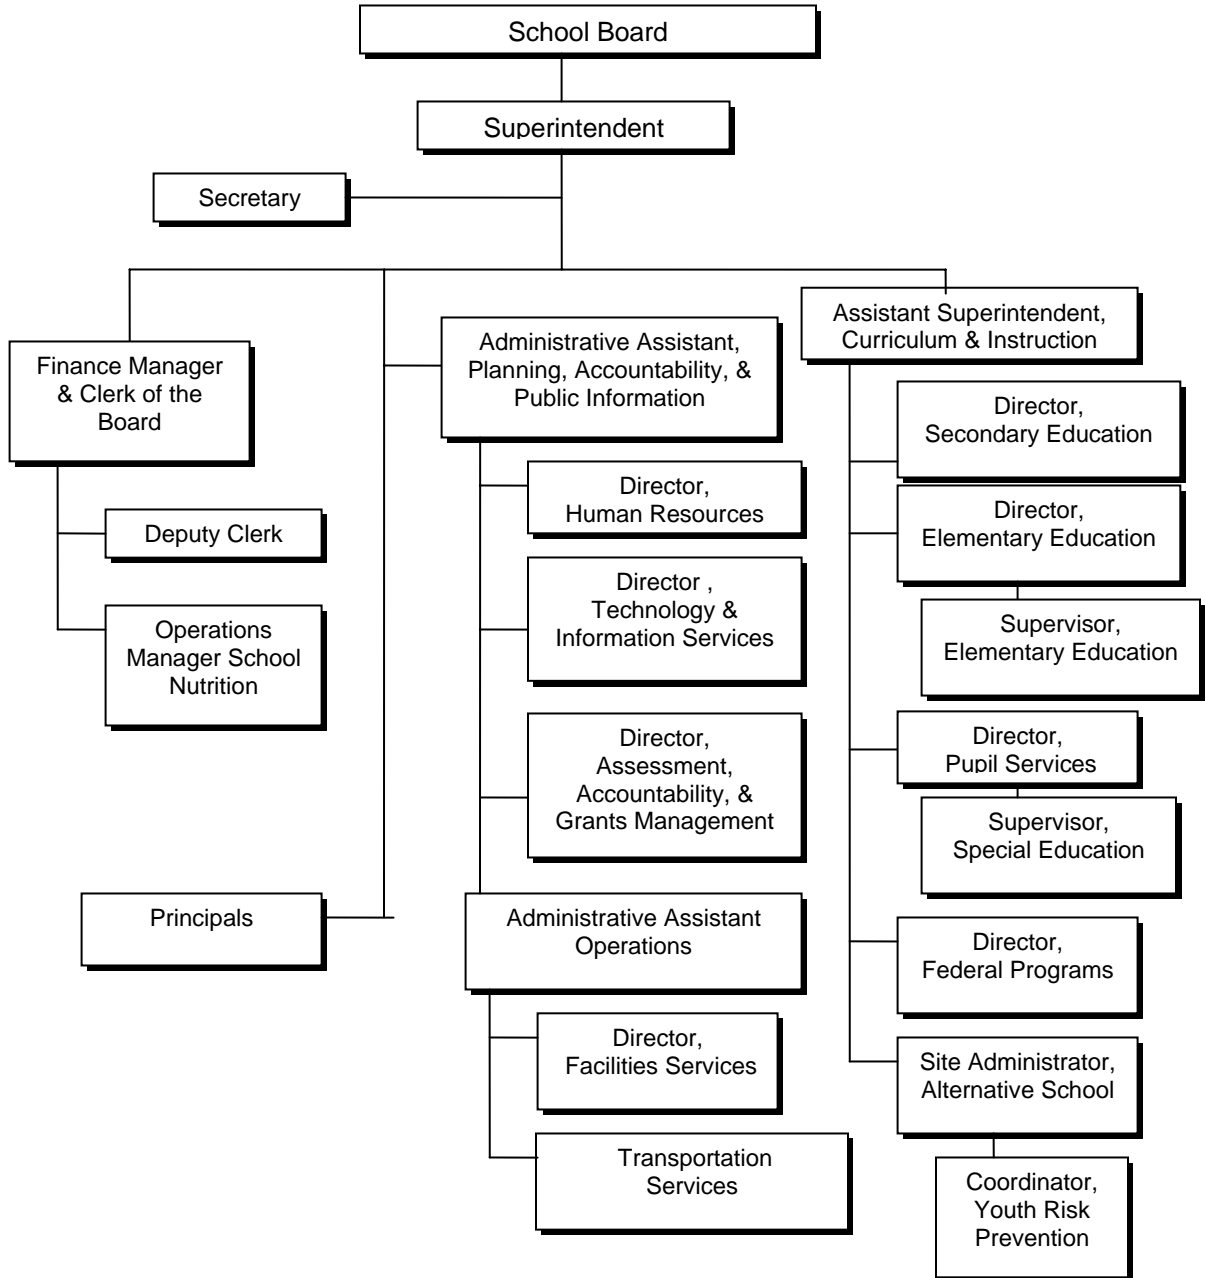 School Board
Superintendent
Secretary
Finance Manager
& Clerk of the
Board
Deputy Clerk
Operations
Manager School
Nutrition
Principals
Administrative Assistant,
Planning, Accountability, &
Public Information
Director,
Human Resources
Director ,
Technology &
Information Services
Director,
Assessment,
Accountability, &
Grants Management
Administrative Assistant
Operations
Director,
Facilities Services
Transportation
Services
Assistant Superintendent,
Curriculum & Instruction
Director,
Secondary Education
Director,
Elementary Education
Supervisor,
Elementary Education
Director,
Pupil Services
Supervisor,
Special Education
Director,
Federal Programs
Site Administrator,
Alternative School
Coordinator,
Youth Risk
Prevention